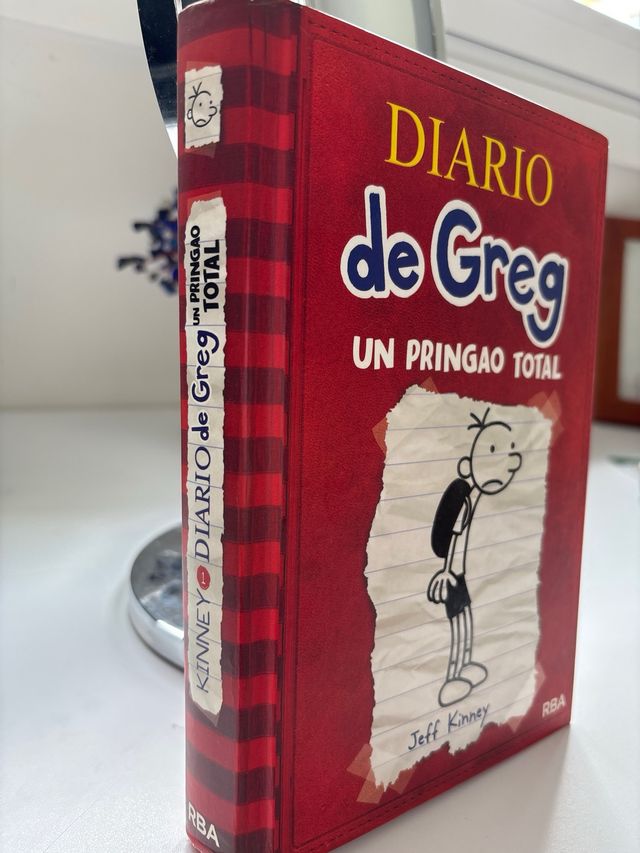 DIARIO
de Greg
UN PRINGAO TOTAL
Jeff Kinney
RBA
KINNEY 1 DIARIO de Greg UN PRINGAO
TOTAL
RBA